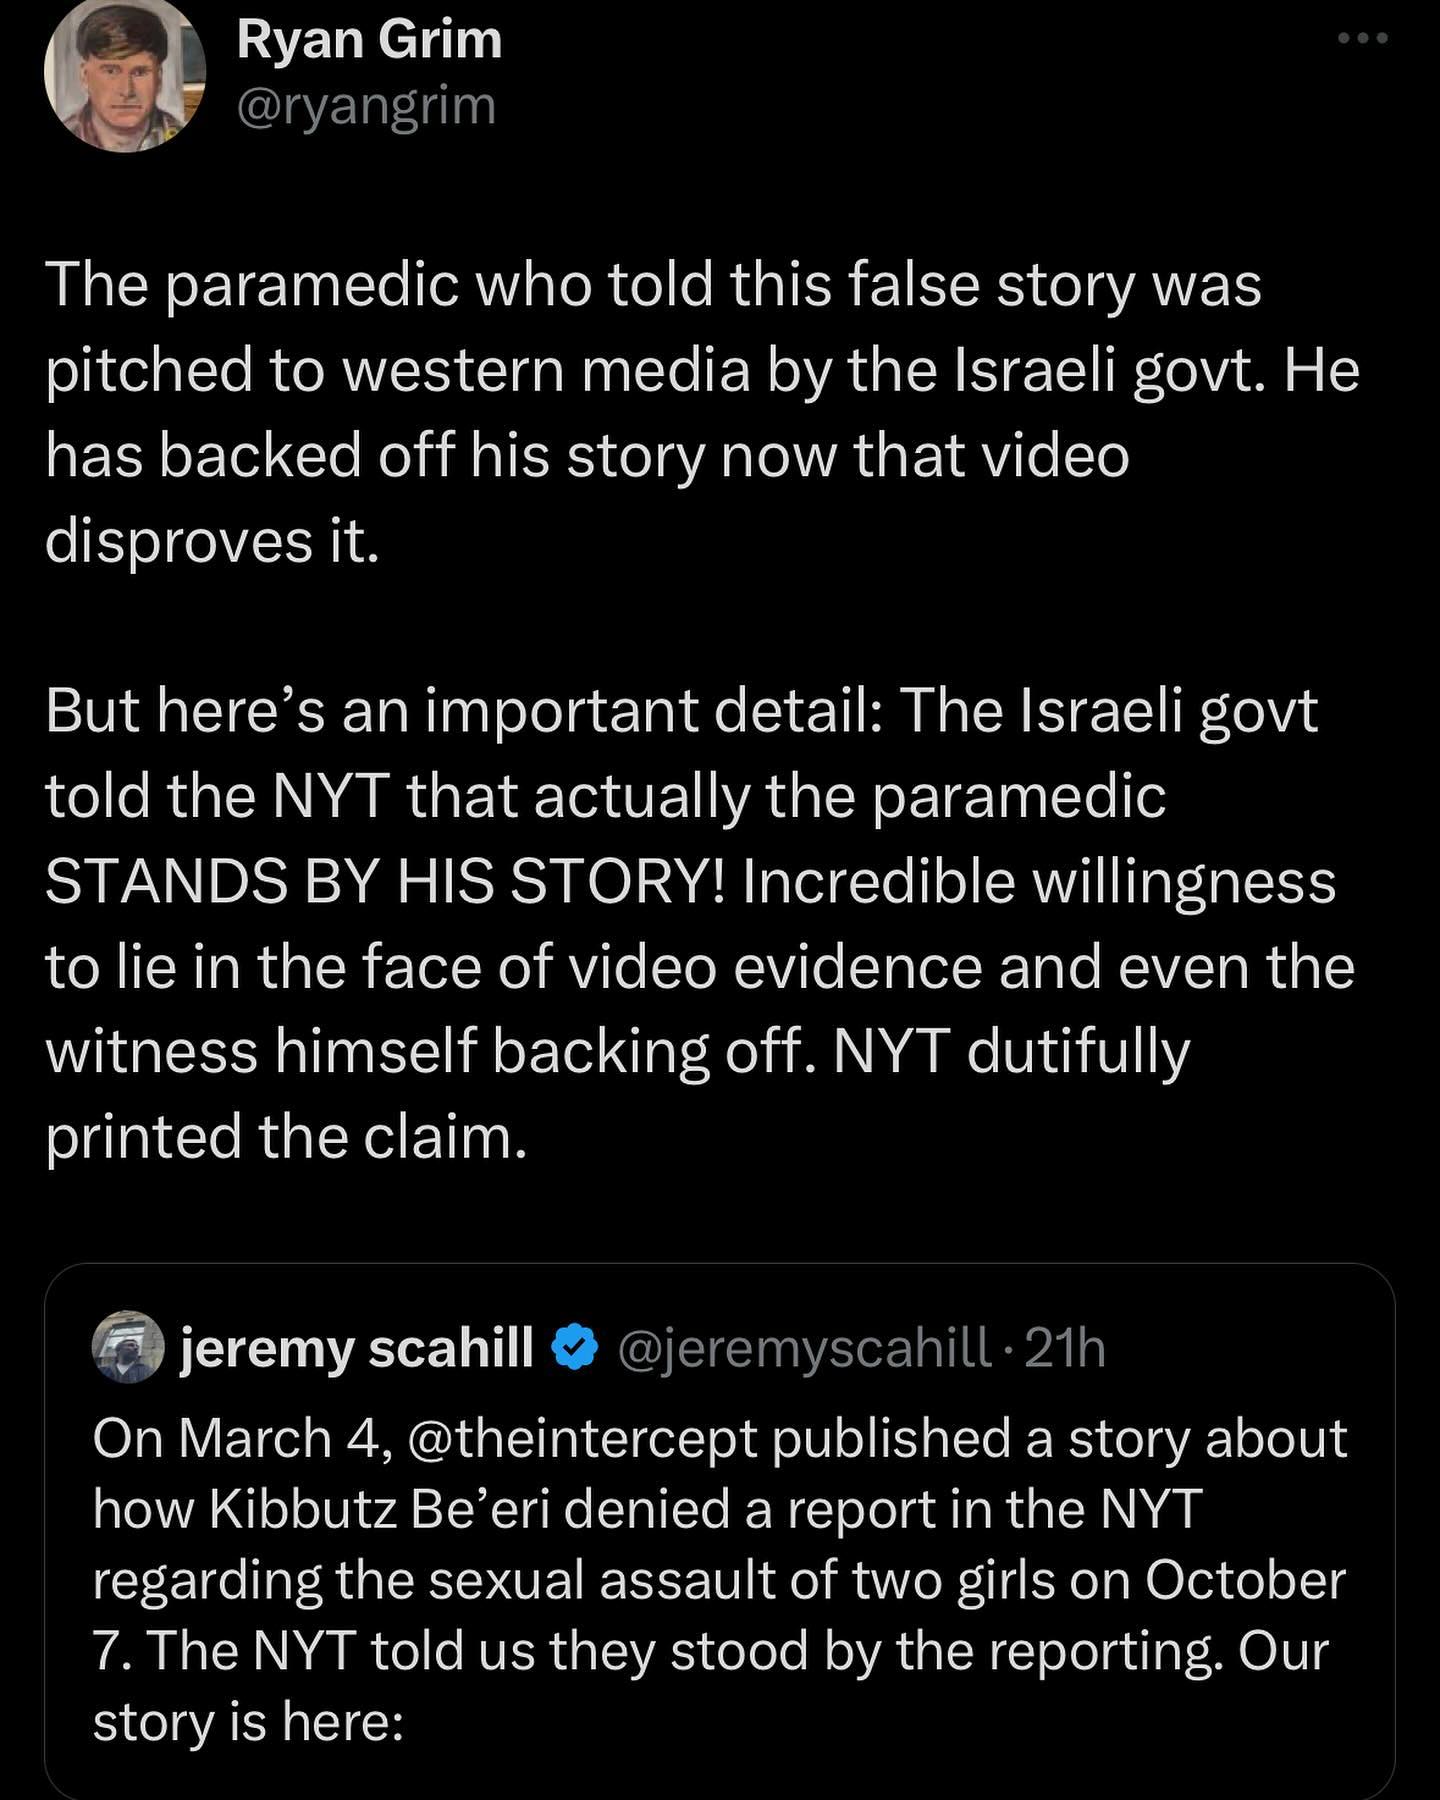 Ryan Grim
@ryangrim
The paramedic who told this false story was
pitched to western media by the Israeli govt. He
has backed off his story now that video
disproves it.
But here’s an important detail: The Israeli govt
told the NYT that actually the paramedic
STANDS BY HIS STORY! Incredible willingness
to lie in the face of video evidence and even the
witness himself backing off. NYT dutifully
printed the claim.
jeremy scahill @jeremyscahill · 21h
On March 4, @theintercept published a story about
how Kibbutz Be’eri denied a report in the NYT
regarding the sexual assault of two girls on October
7. The NYT told us they stood by the reporting. Our
story is here: